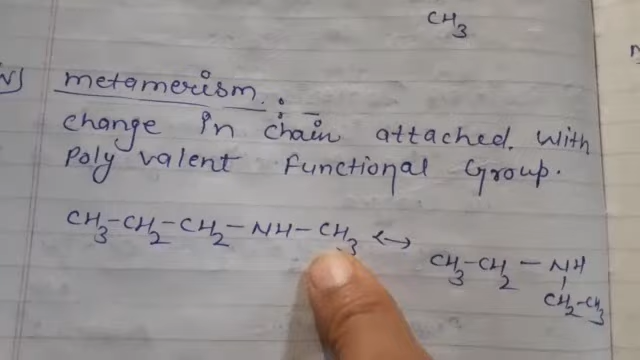 CH3
iv) metamerism :-
change in chain attached with
Poly valent Functional Group.
CH3-CH2-CH2-NH-CH3 ↔ CH3-CH2-NH
CH2-CH3